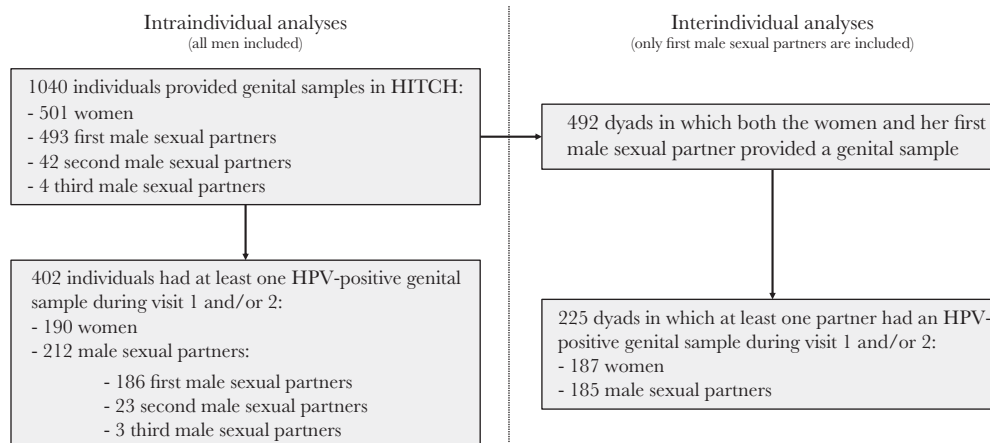 Intraindividual analyses
(all men included)
1040 individuals provided genital samples in HITCH:
- 501 women
- 493 first male sexual partners
- 42 second male sexual partners
- 4 third male sexual partners
402 individuals had at least one HPV-positive genital
sample during visit 1 and/or 2:
- 190 women
- 212 male sexual partners:
- 186 first male sexual partners
- 23 second male sexual partners
- 3 third male sexual partners
Interindividual analyses
(only first male sexual partners are included)
492 dyads in which both the women and her first
male sexual partner provided a genital sample
225 dyads in which at least one partner had an HPV-
positive genital sample during visit 1 and/or 2:
- 187 women
- 185 male sexual partners